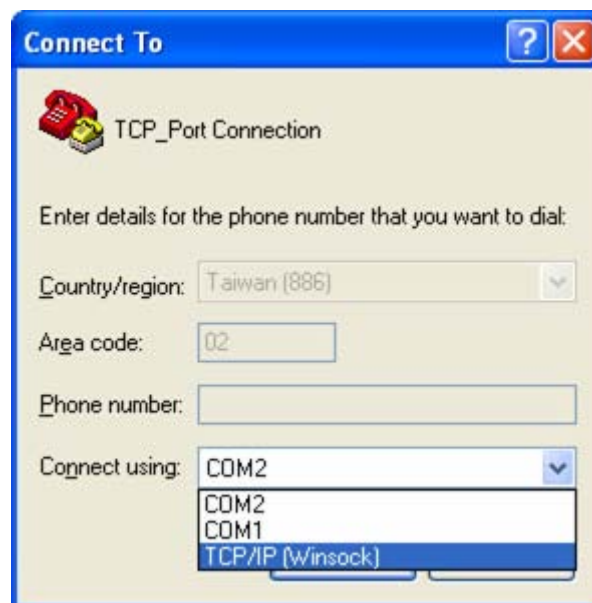 Connect To
TCP_Port Connection
Enter details for the phone number that you want to dial:
Country/region: Taiwan (886)
Area code: 02
Phone number:
Connect using: COM2
COM2
COM1
TCP/IP (Winsock)